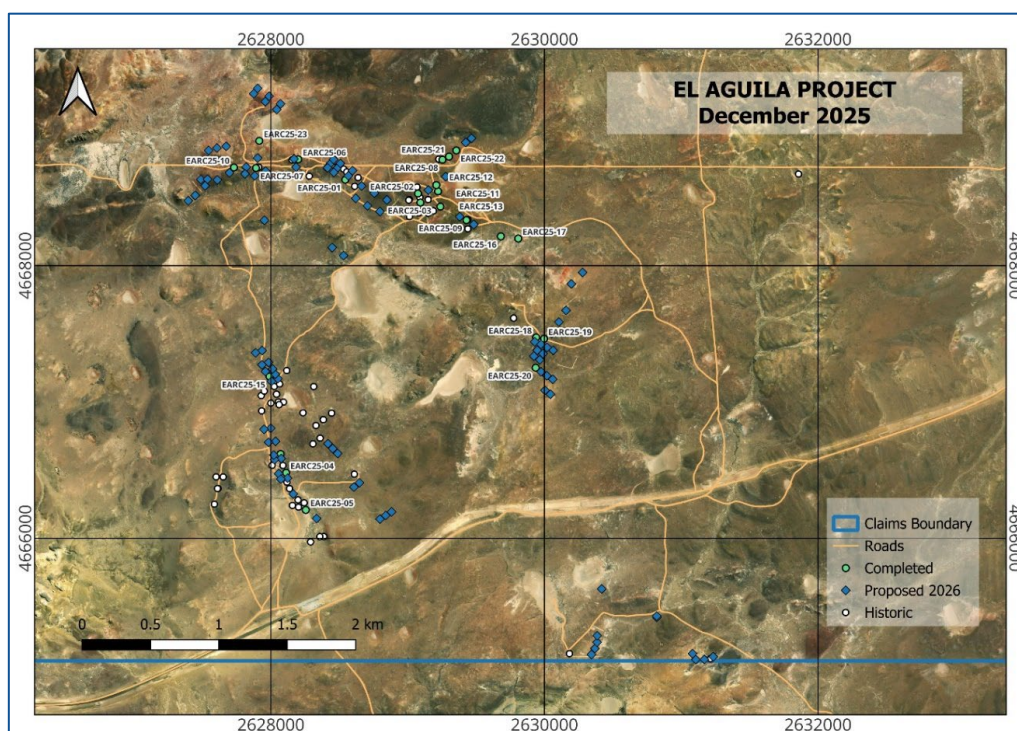 2628000
2630000
2632000
EL AGUILA PROJECT
December 2025
EARC25-23
EARC25-10
EARC25-06
EARC25-21
EARC25-22
EARC25-08
EARC25-07
EARC25-12
EARC25-01
EARC25-02
EARC25-11
EARC25-03
EARC25-13
EARC25-09
EARC25-17
EARC25-16
4668000
4668000
EARC25-18
EARC25-19
EARC25-20
EARC25-15
EARC25-04
EARC25-05
4666000
4666000
Claims Boundary
Roads
Completed
Proposed 2026
Historic
0 0.5 1 1.5 2 km
2628000
2630000
2632000